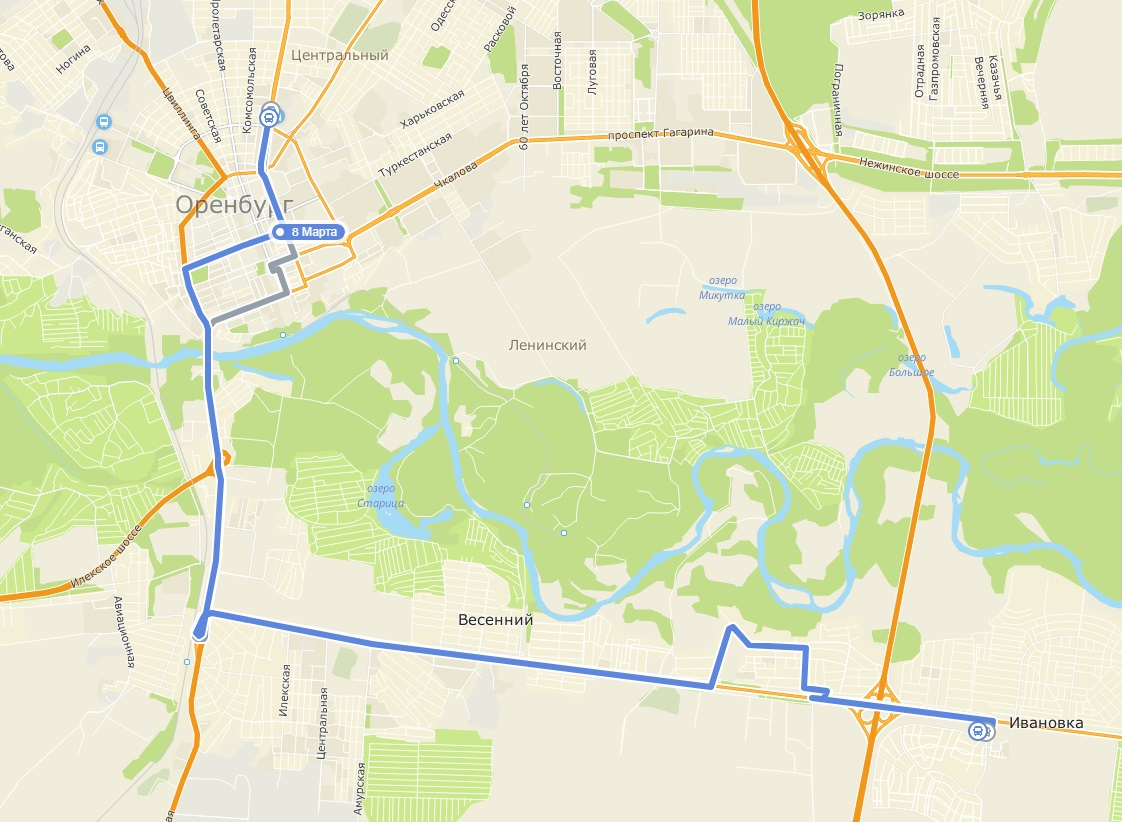 Зорянка
Центральный
Ногина
Цвиллинга
Советская
Комсомольская
Расковой
Харьковская
Туркестанская
Чкалова
60 лет Октября
Восточная
Луговая
проспект Гагарина
Пограничная
Отрадная
Газпромовская
Казачья
Вечерняя
Нежинское шоссе
Оренбург
8 Марта
озеро
Микутка
озеро
Малый Киржач
Ленинский
озеро
Большое
озеро
Старица
Илекское шоссе
Авиационная
Весенний
Илекская
Центральная
Амурская
Ивановка